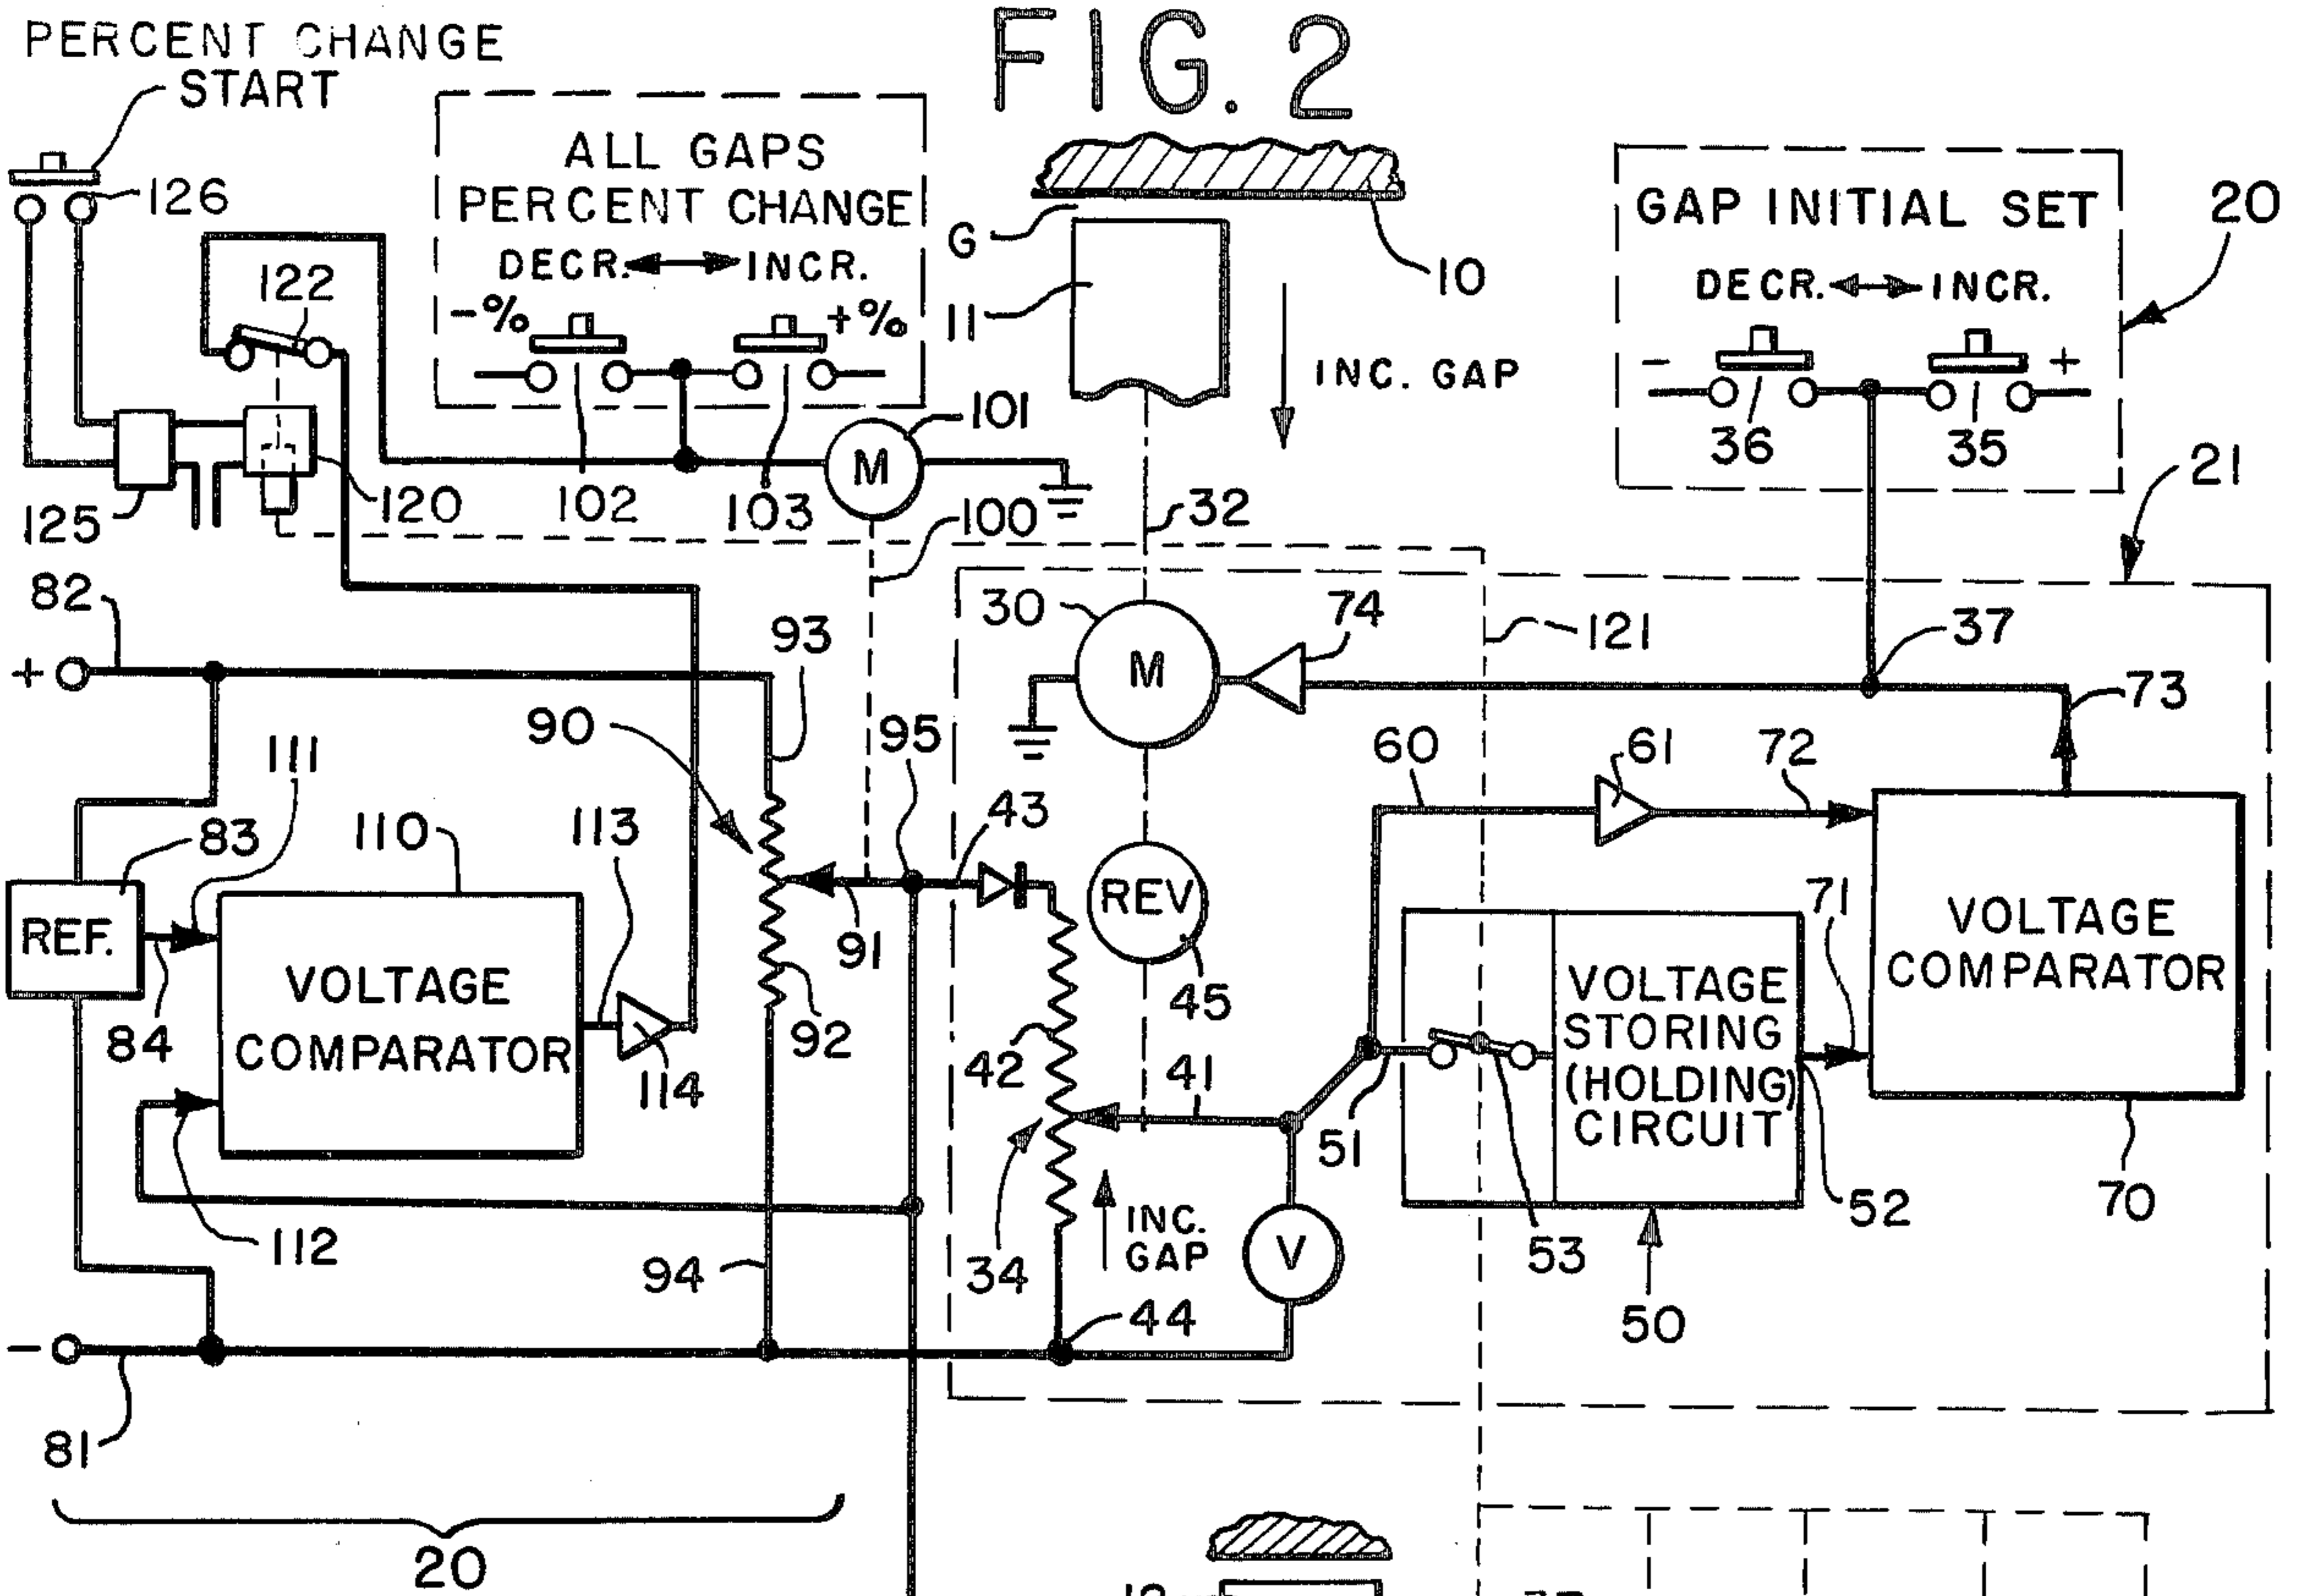 FIG. 2
PERCENT CHANGE
START
126
122
125
120
ALL GAPS
PERCENT CHANGE
DECR. INCR.
-% +%
102
103
101
M
100
G
11
10
INC. GAP
32
GAP INITIAL SET
DECR. INCR.
- +
36
35
20
21
37
82
+
93
90
95
111
83
110
113
REF.
84
VOLTAGE
COMPARATOR
114
92
91
112
94
-
81
20
30
M
74
121
73
60
61
72
43
REV
45
42
41
34
INC.
GAP
44
V
51
53
VOLTAGE
STORING
(HOLDING)
CIRCUIT
52
50
71
VOLTAGE
COMPARATOR
70